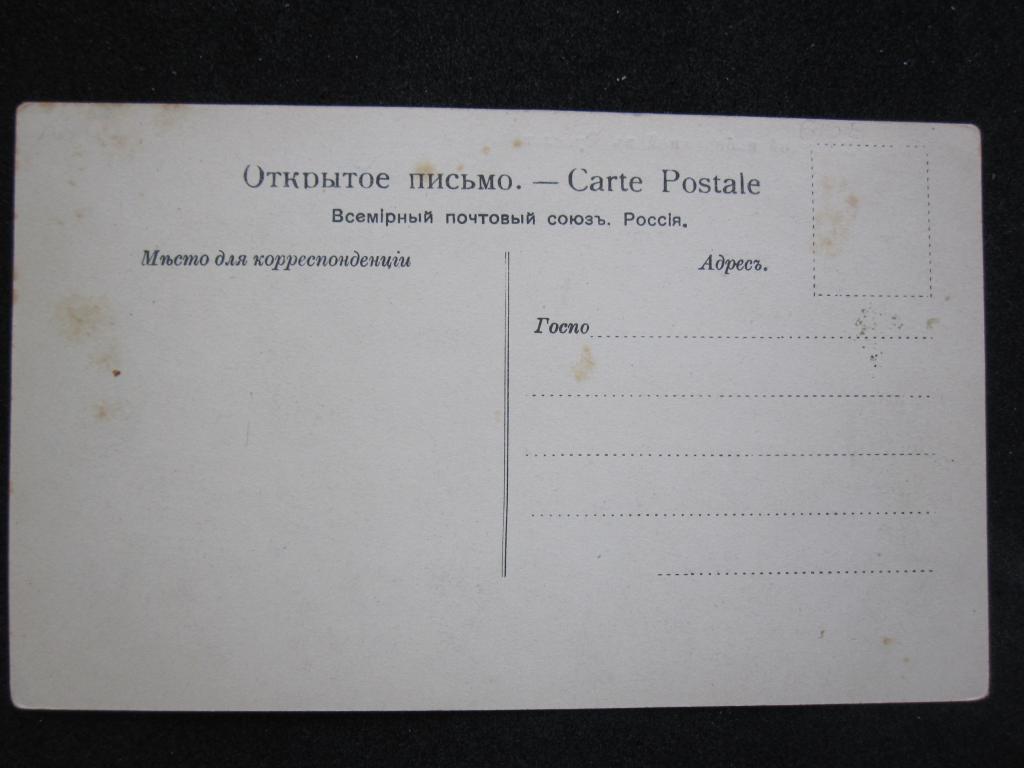 Открытое письмо. — Carte Postale
Всемірный почтовый союзъ. Россія.
Мѣсто для корреспонденціи
Адресъ.
Госпо